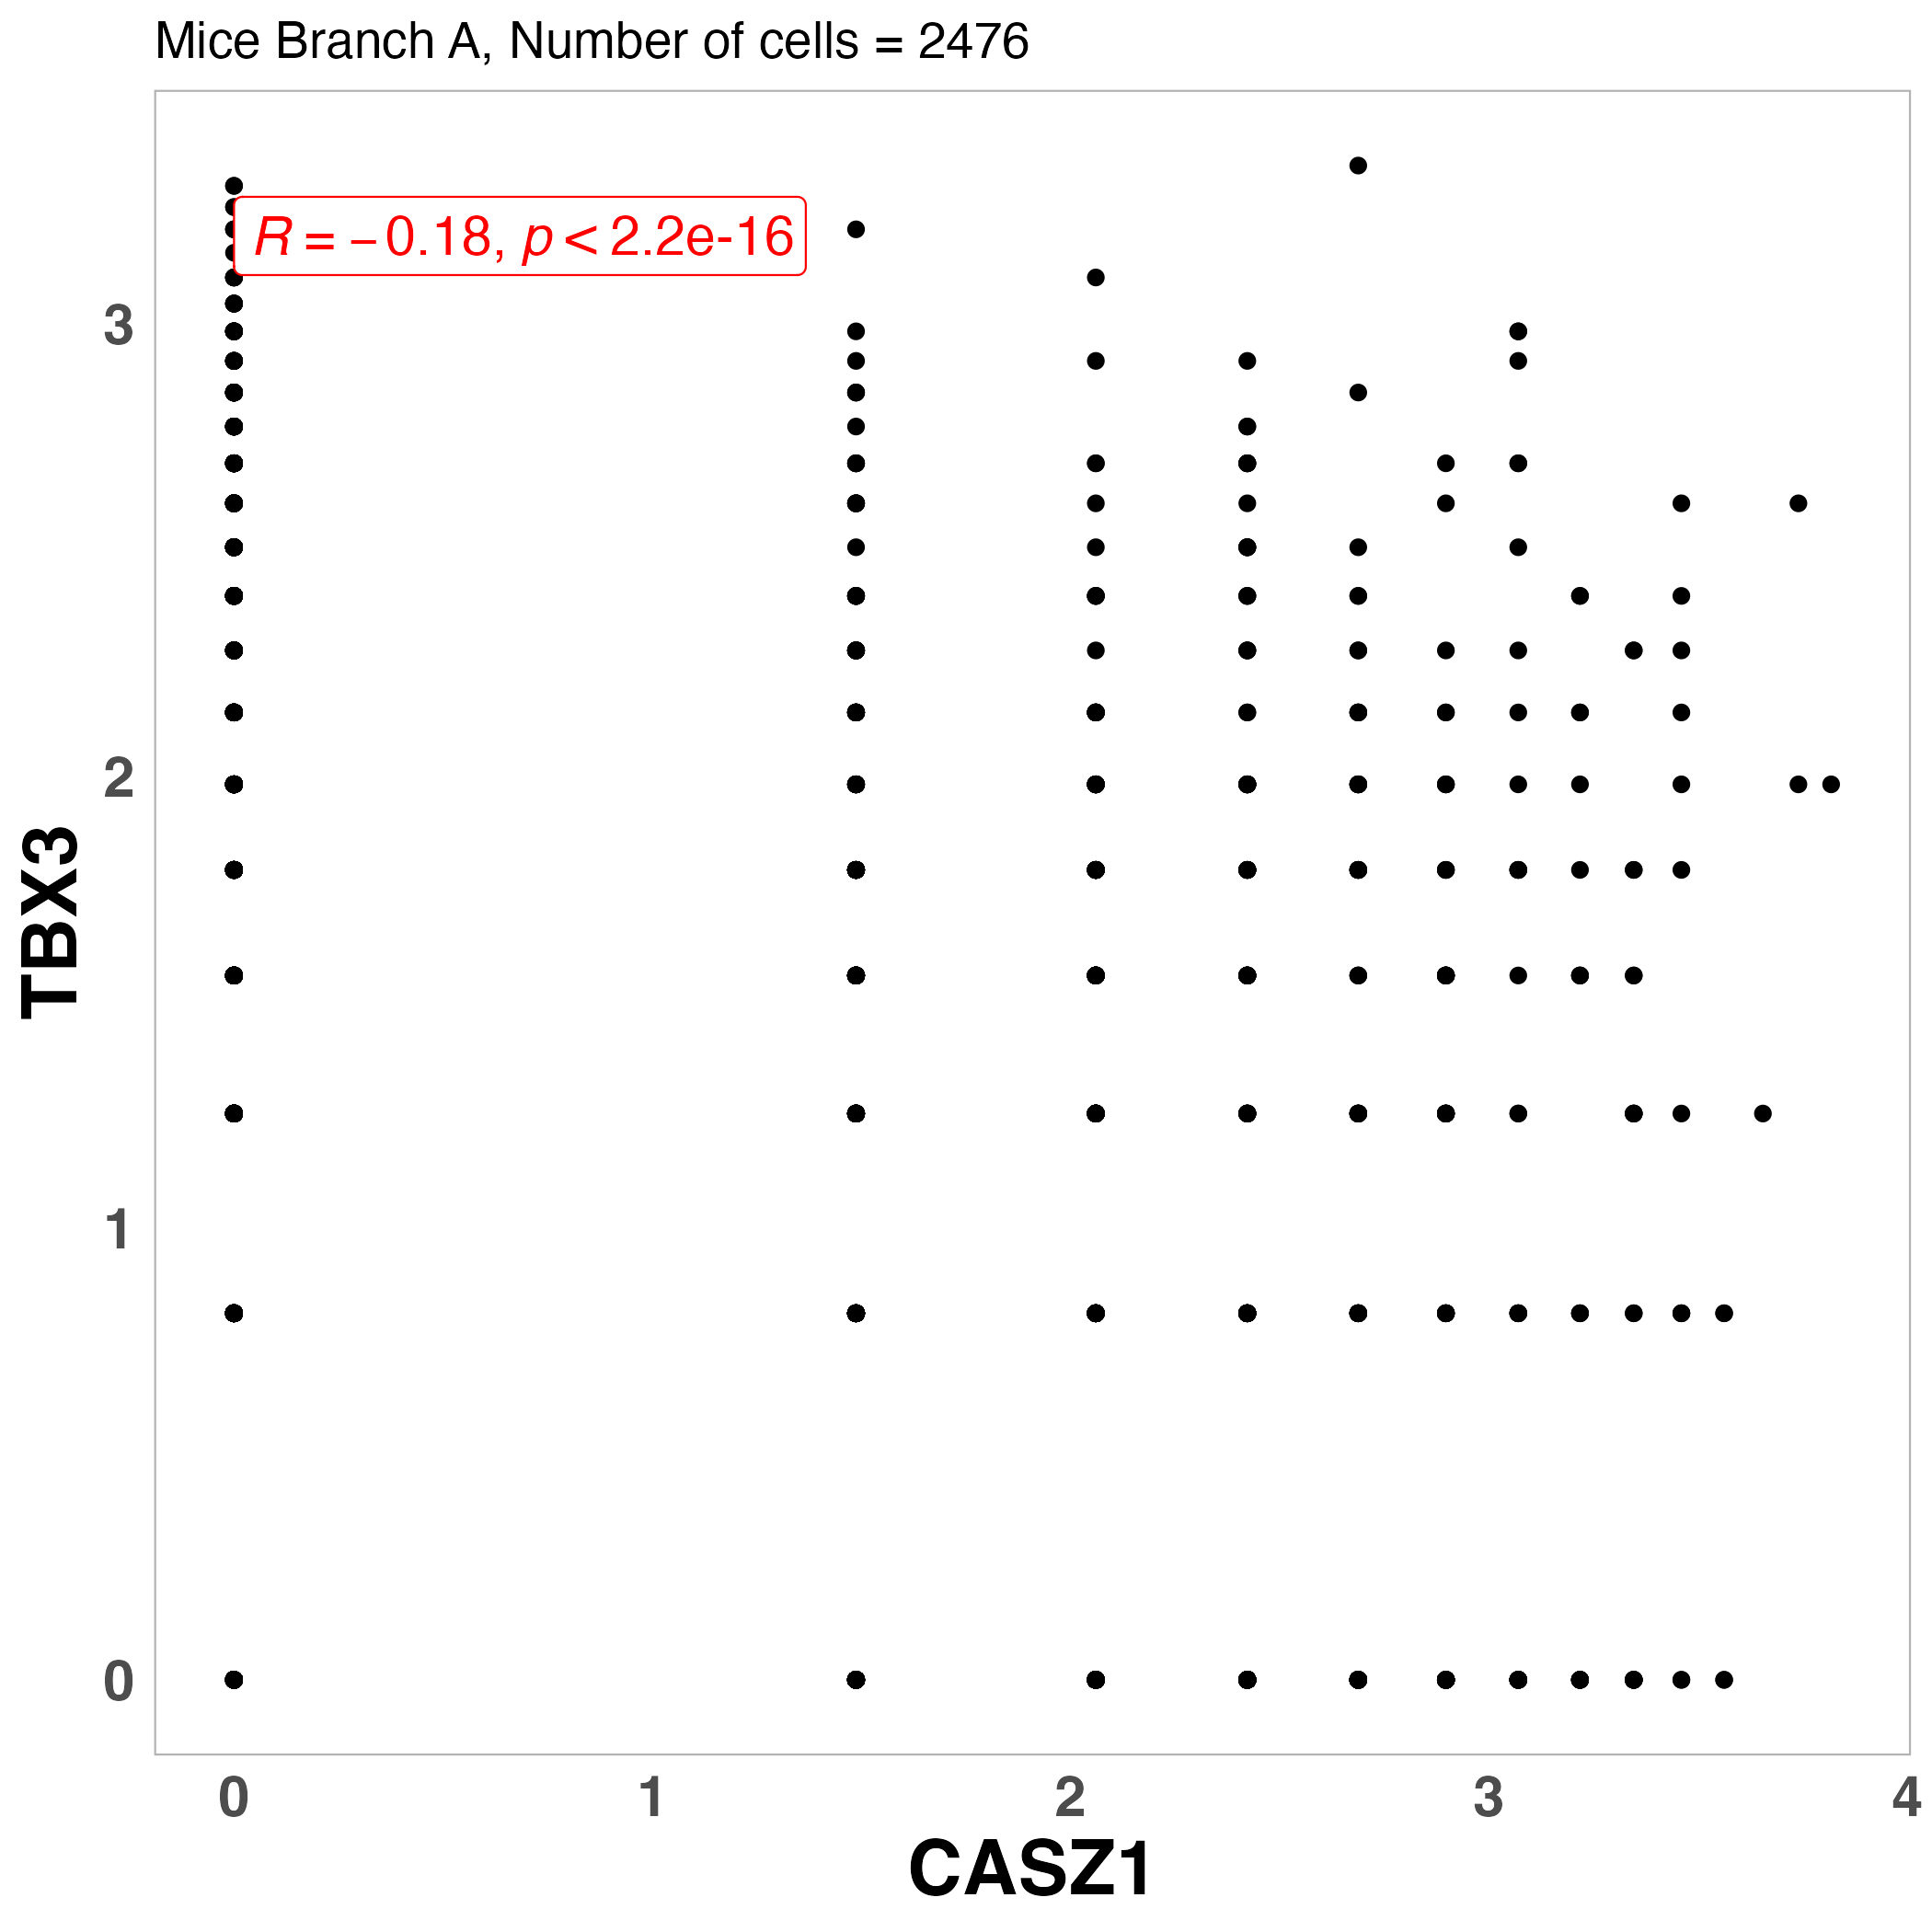 Mice Branch A, Number of cells = 2476
R = −0.18, p < 2.2e-16
3
2
1
0
TBX3
0 1 2 3 4
CASZ1